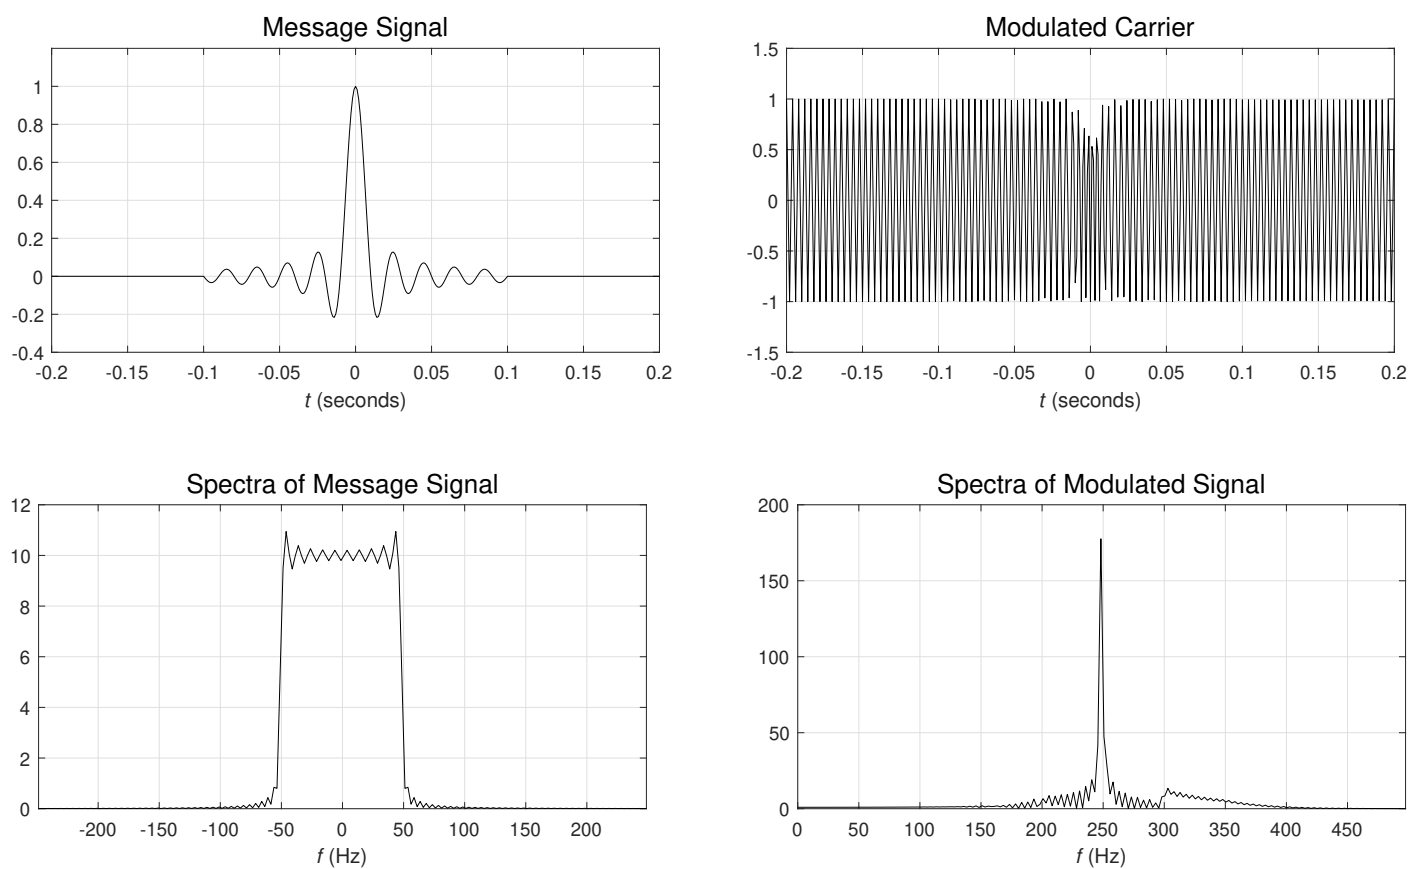 Message Signal
1
0.8
0.6
0.4
0.2
0
-0.2
-0.4
-0.2 -0.15 -0.1 -0.05 0 0.05 0.1 0.15 0.2
t (seconds)
Modulated Carrier
1.5
1
0.5
0
-0.5
-1
-1.5
-0.2 -0.15 -0.1 -0.05 0 0.05 0.1 0.15 0.2
t (seconds)
Spectra of Message Signal
12
10
8
6
4
2
0
-200 -150 -100 -50 0 50 100 150 200
f (Hz)
Spectra of Modulated Signal
200
150
100
50
0
0 50 100 150 200 250 300 350 400 450
f (Hz)